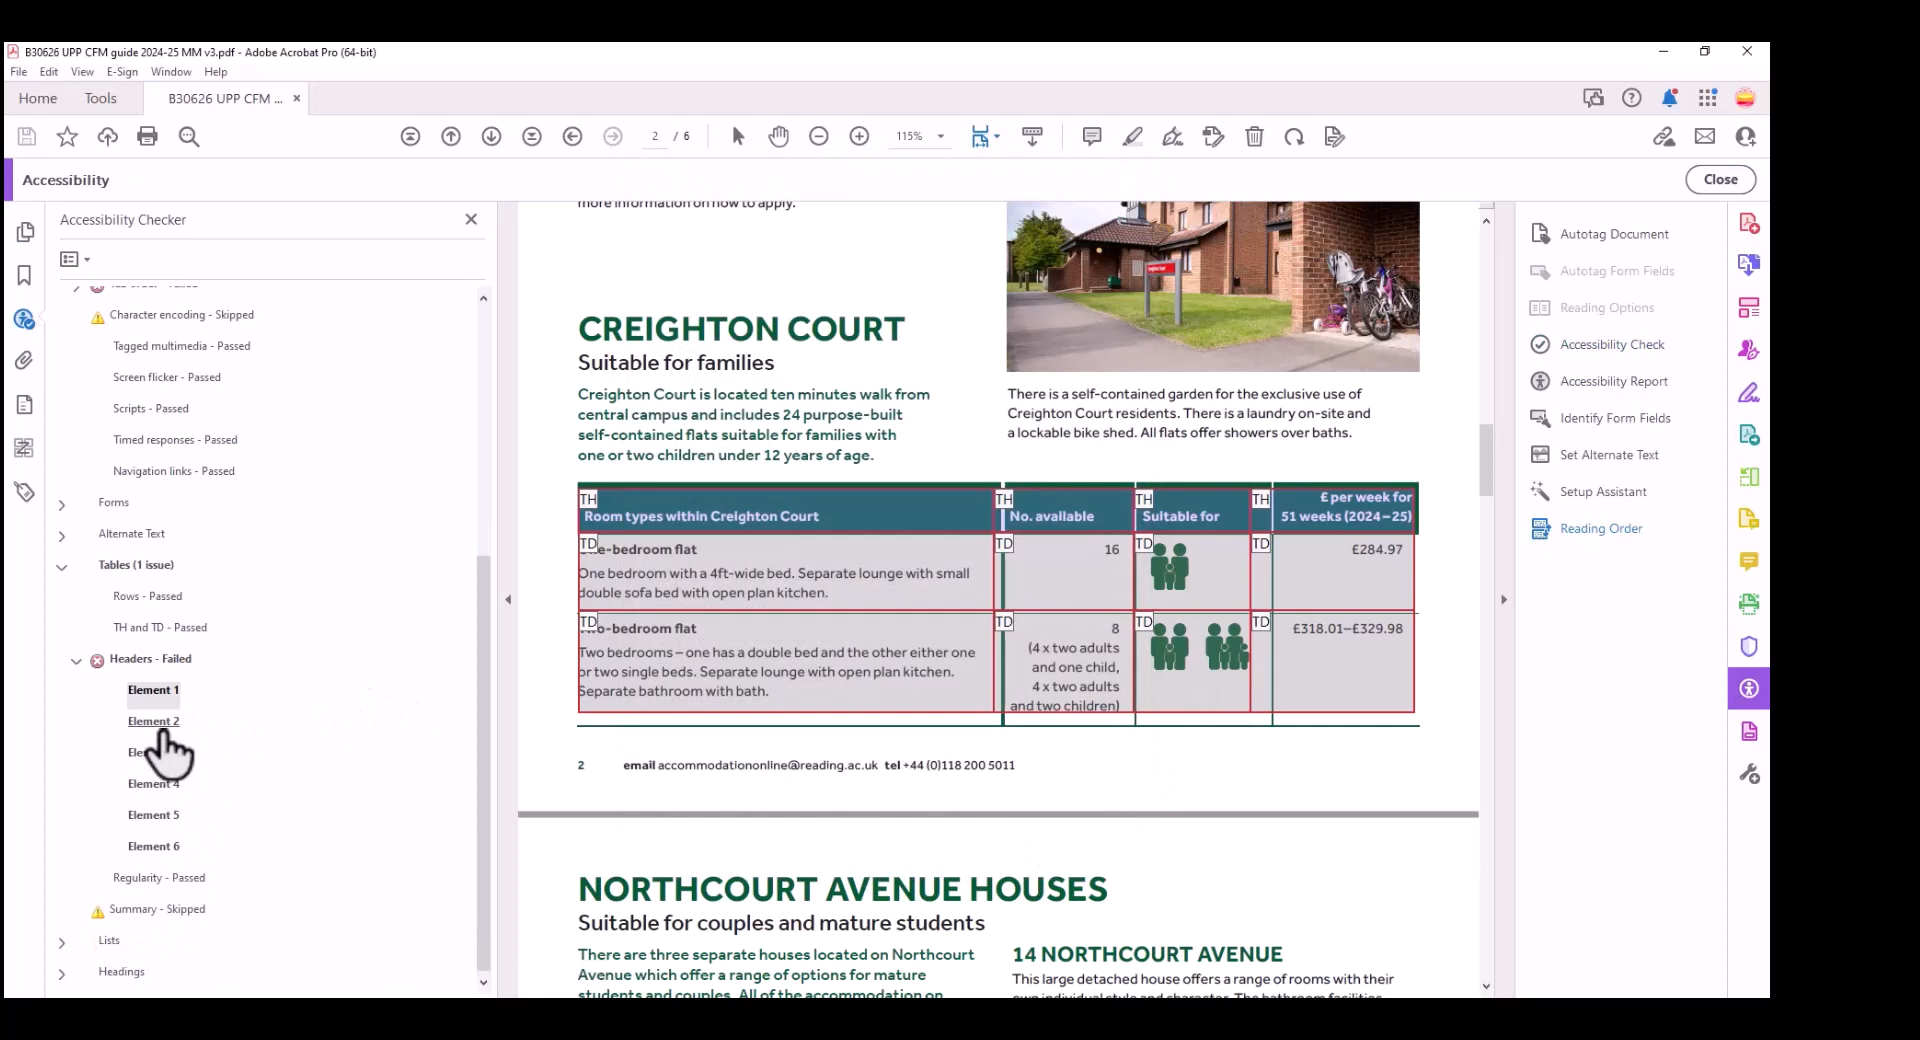 B30626 UPP CFM guide 2024-25 MM v3.pdf - Adobe Acrobat Pro (64-bit)
File Edit View E-Sign Window Help
Home Tools B30626 UPP CFM ... ×
2 / 6 115%
Accessibility Close
Accessibility Checker
Character encoding - Skipped
Tagged multimedia - Passed
Screen flicker - Passed
Scripts - Passed
Timed responses - Passed
Navigation links - Passed
Forms
Alternate Text
Tables (1 issue)
Rows - Passed
TH and TD - Passed
Headers - Failed
Element 1
Element 2
Element 4
Element 5
Element 6
Regularity - Passed
Summary - Skipped
Lists
Headings
more information on how to apply.
CREIGHTON COURT
Suitable for families
Creighton Court is located ten minutes walk from
central campus and includes 24 purpose-built
self-contained flats suitable for families with
one or two children under 12 years of age.
There is a self-contained garden for the exclusive use of
Creighton Court residents. There is a laundry on-site and
a lockable bike shed. All flats offer showers over baths.
TH TH TH TH £ per week for
Room types within Creighton Court No. available Suitable for 51 weeks (2024–25)
TD TD TD TD
-bedroom flat 16 £284.97
One bedroom with a 4ft-wide bed. Separate lounge with small
double sofa bed with open plan kitchen.
TD TD TD TD
-bedroom flat 8 £318.01–£329.98
Two bedrooms – one has a double bed and the other either one
or two single beds. Separate lounge with open plan kitchen.
Separate bathroom with bath.
(4 x two adults
and one child,
4 x two adults
and two children)
2 email accommodationonline@reading.ac.uk tel +44 (0)118 200 5011
NORTHCOURT AVENUE HOUSES
Suitable for couples and mature students
There are three separate houses located on Northcourt
Avenue which offer a range of options for mature
students and couples. All of the accommodation on
14 NORTHCOURT AVENUE
This large detached house offers a range of rooms with their
own individual style and character. The bathroom facilities
Autotag Document
Autotag Form Fields
Reading Options
Accessibility Check
Accessibility Report
Identify Form Fields
Set Alternate Text
Setup Assistant
Reading Order